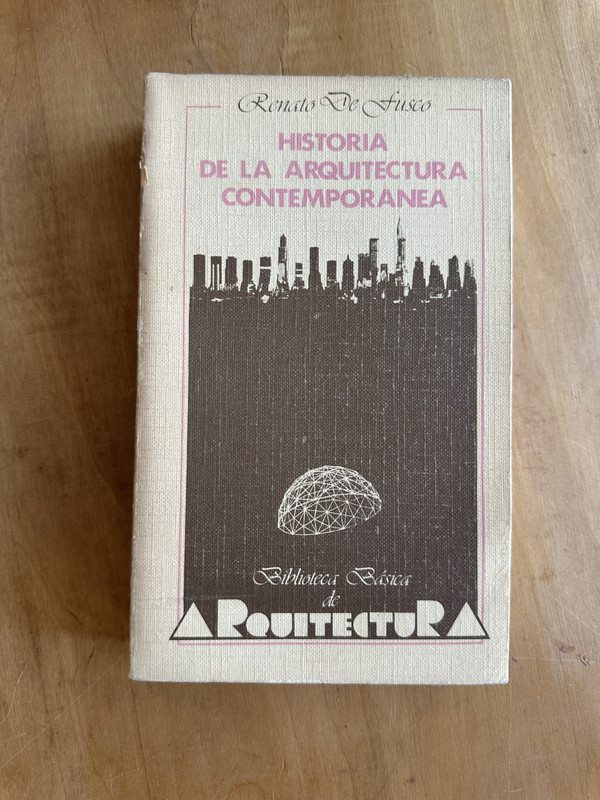 Renato De Fusco
HISTORIA
DE LA ARQUITECTURA
CONTEMPORANEA
Biblioteca Básica
de
ARQUITECTURA